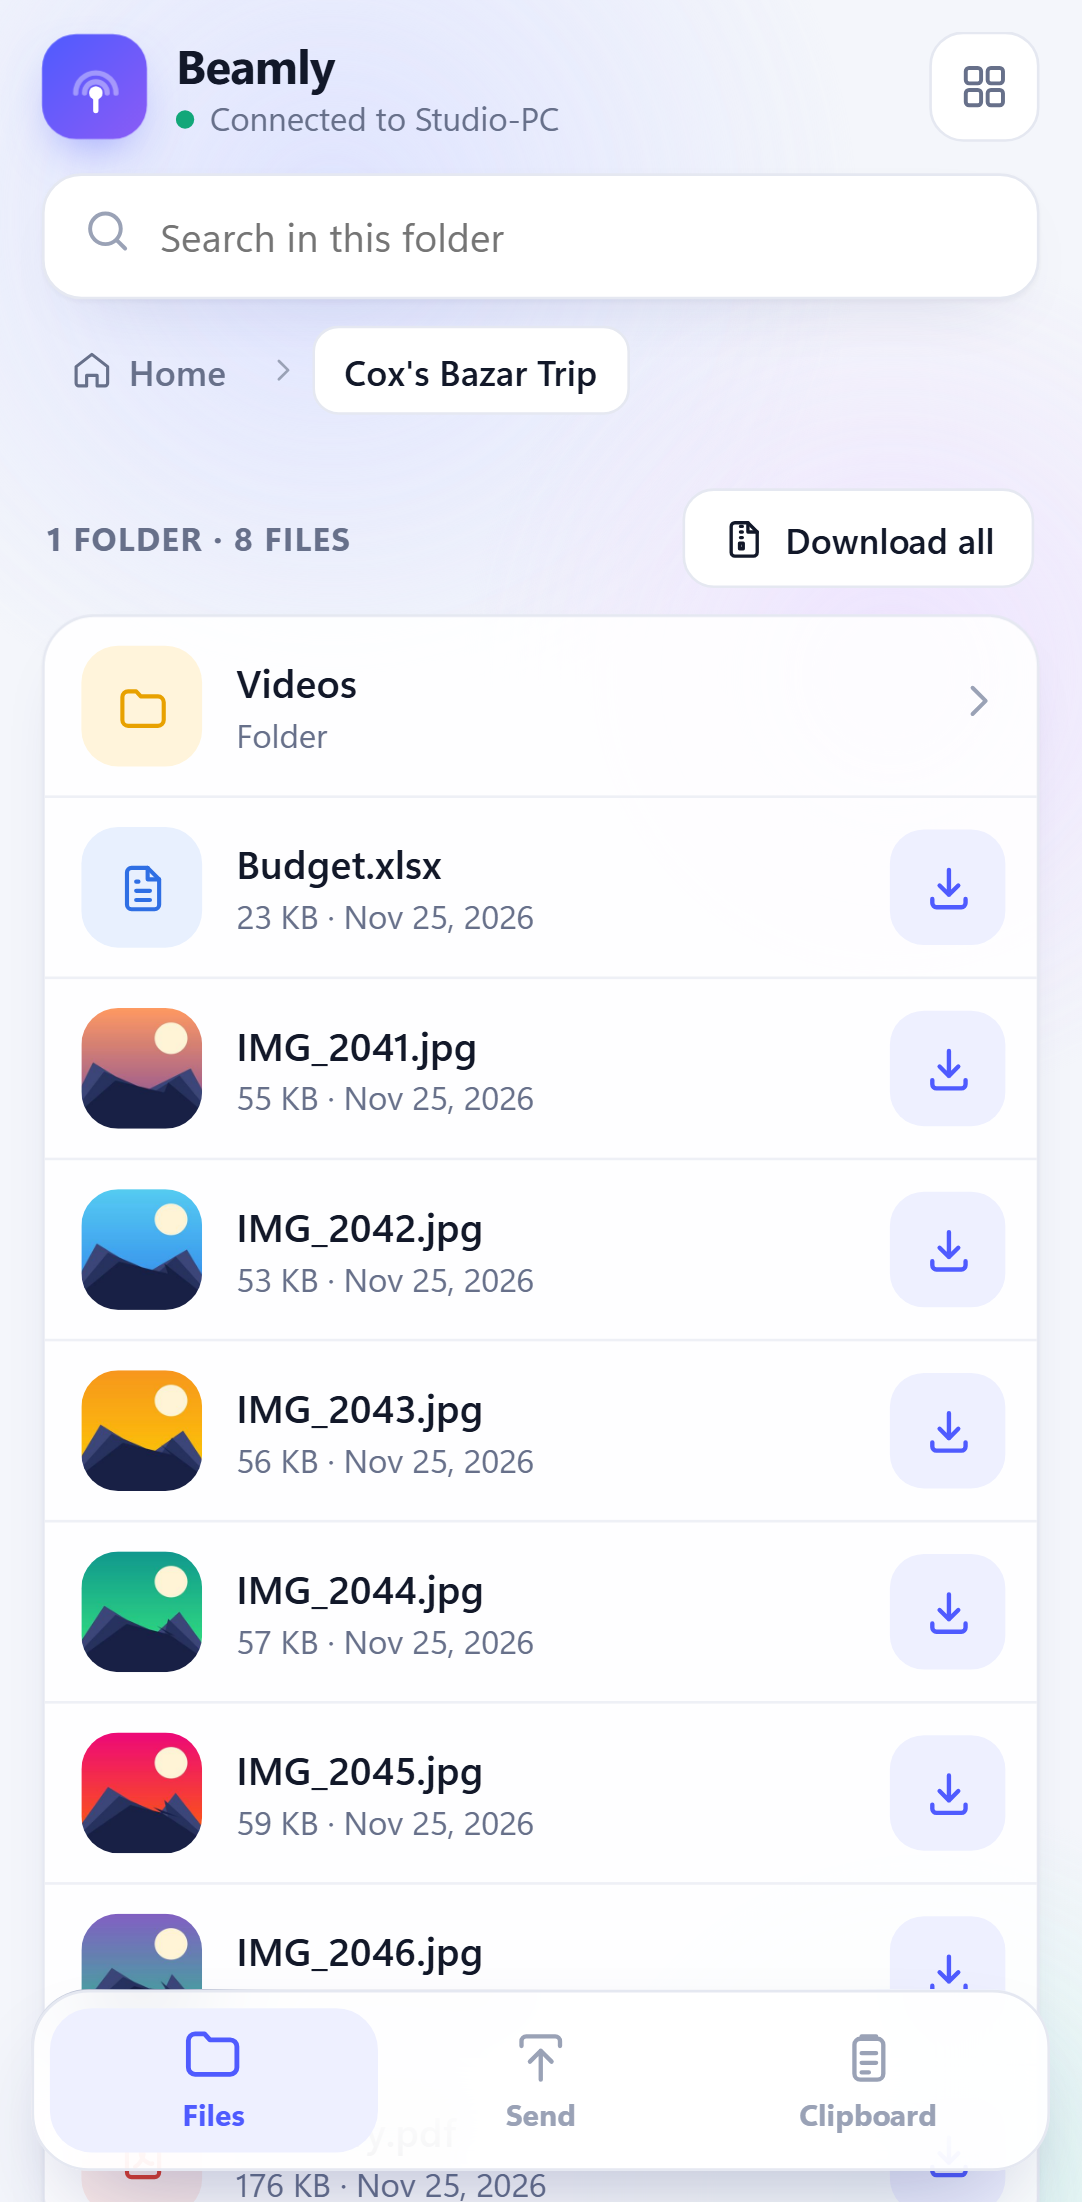 Beamly
Connected to Studio-PC
Search in this folder
Home
Cox's Bazar Trip
1 FOLDER · 8 FILES
Download all
Videos
Folder
Budget.xlsx
23 KB · Nov 25, 2026
IMG_2041.jpg
55 KB · Nov 25, 2026
IMG_2042.jpg
53 KB · Nov 25, 2026
IMG_2043.jpg
56 KB · Nov 25, 2026
IMG_2044.jpg
57 KB · Nov 25, 2026
IMG_2045.jpg
59 KB · Nov 25, 2026
IMG_2046.jpg
Files
Send
Clipboard
176 KB · Nov 25, 2026